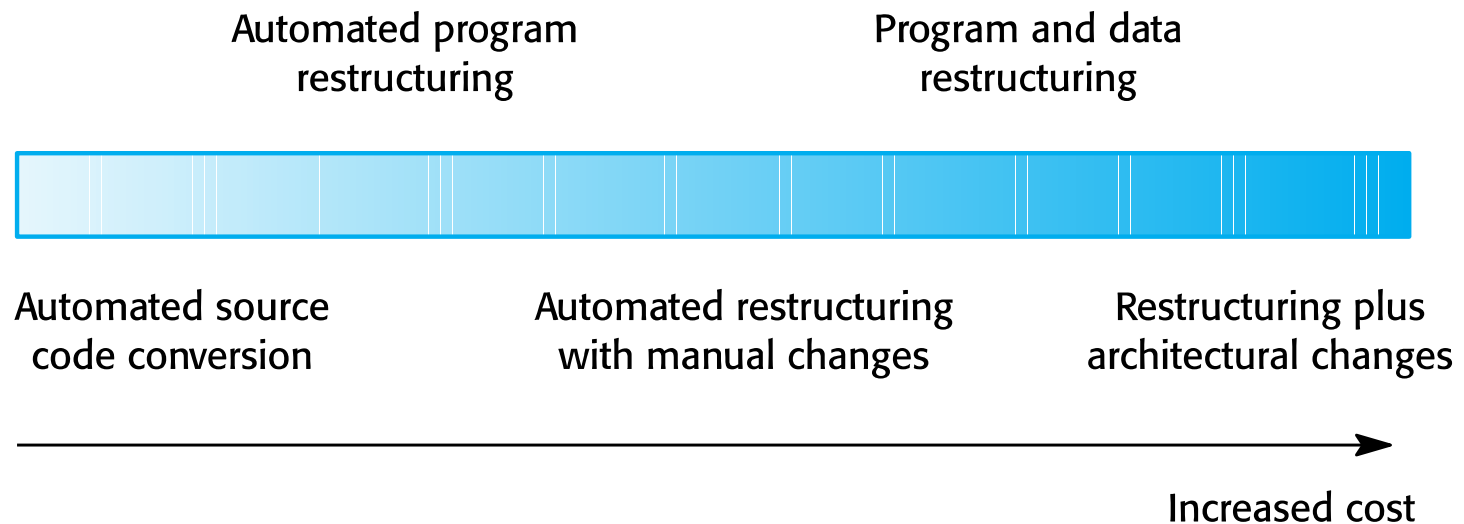 Automated program
restructuring
Program and data
restructuring
Automated source
code conversion
Automated restructuring
with manual changes
Restructuring plus
architectural changes
Increased cost